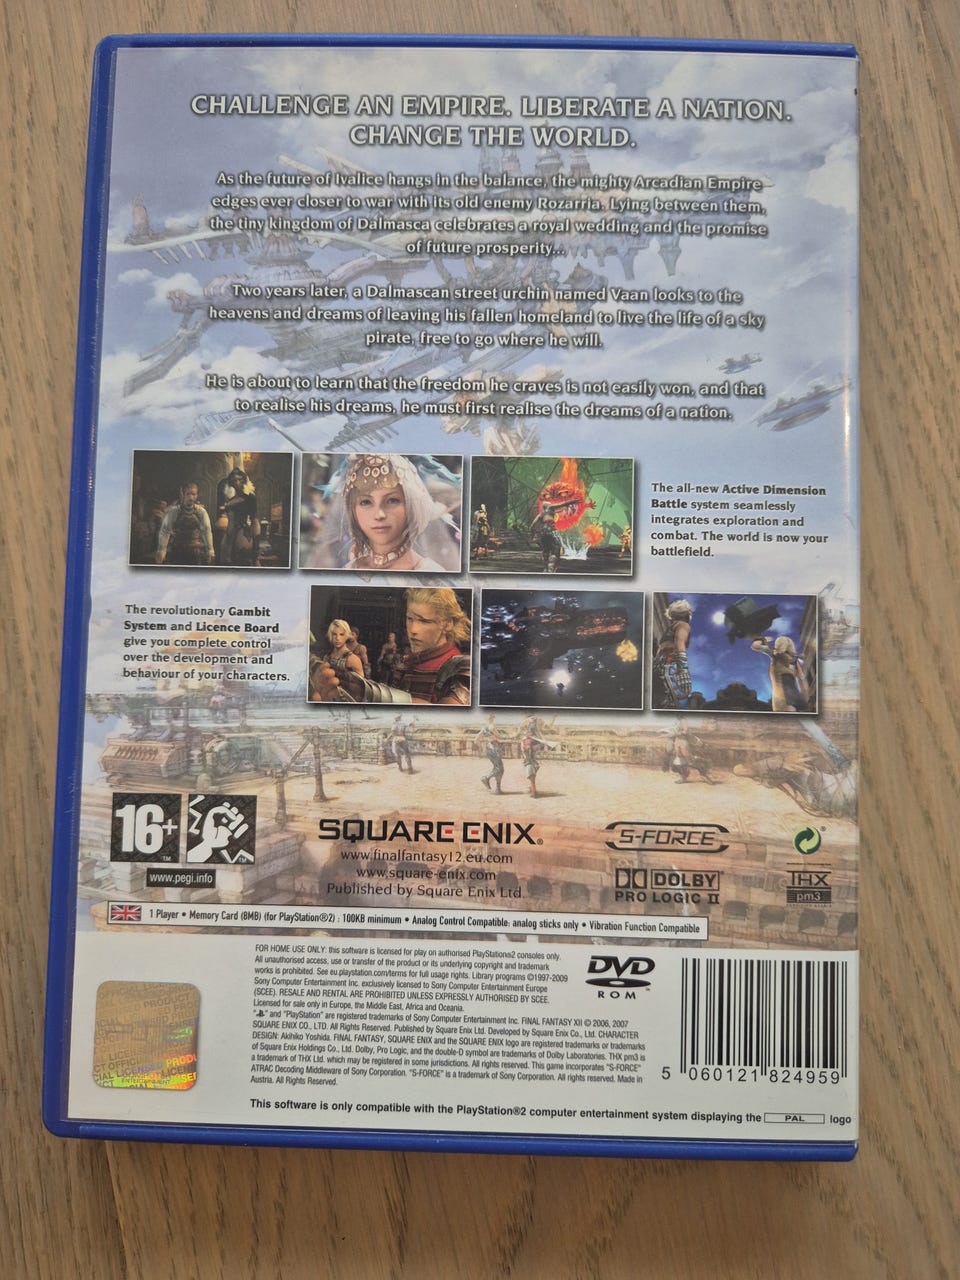 CHALLENGE AN EMPIRE. LIBERATE A NATION.
CHANGE THE WORLD.
As the future of Ivalice hangs in the balance, the mighty Arcadian Empire
edges ever closer to war with its old enemy Rozarria. Lying between them,
the tiny kingdom of Dalmasca celebrates a royal wedding and the promise
of future prosperity...
Two years later, a Dalmascan street urchin named Vaan looks to the
heavens and dreams of leaving his fallen homeland to live the life of a sky
pirate, free to go where he will.
He is about to learn that the freedom he craves is not easily won, and that
to realise his dreams, he must first realise the dreams of a nation.
The all-new Active Dimension
Battle system seamlessly
integrates exploration and
combat. The world is now your
battlefield.
The revolutionary Gambit
System and Licence Board
give you complete control
over the development and
behaviour of your characters.
16+
TM
TM
www.pegi.info
SQUARE ENIX®
www.finalfantasy12.eu.com
www.square-enix.com
Published by Square Enix Ltd.
S-FORCE
DOLBY
PRO LOGIC II
THX
pm3
1 Player • Memory Card (8MB) (for PlayStation®2) : 100KB minimum • Analog Control Compatible: analog sticks only • Vibration Function Compatible
FOR HOME USE ONLY: this software is licensed for play on authorised PlayStation®2 consoles only.
All unauthorised access, use or transfer of the product or its underlying copyright and trademark
works is prohibited. See eu.playstation.com/terms for full usage rights. Library programs ©1997-2009
Sony Computer Entertainment Inc. exclusively licensed to Sony Computer Entertainment Europe
(SCEE). RESALE AND RENTAL ARE PROHIBITED UNLESS EXPRESSLY AUTHORISED BY SCEE.
Licensed for sale only in Europe, the Middle East, Africa and Oceania.
" " and "PlayStation" are registered trademarks of Sony Computer Entertainment Inc. FINAL FANTASY XII © 2006, 2007
SQUARE ENIX CO., LTD. All Rights Reserved. Published by Square Enix Ltd. Developed by Square Enix Co., Ltd. CHARACTER
DESIGN: Akihiko Yoshida. FINAL FANTASY, SQUARE ENIX and the SQUARE ENIX logo are registered trademarks or trademarks
of Square Enix Holdings Co., Ltd. Dolby, Pro Logic, and the double-D symbol are trademarks of Dolby Laboratories. THX pm3 is
a trademark of THX Ltd. which may be registered in some jurisdictions. All rights reserved. This game incorporates "S-FORCE"
ATRAC Decoding Middleware of Sony Corporation. "S-FORCE" is a trademark of Sony Corporation. All rights reserved. Made in
Austria. All Rights Reserved.
DVD
ROM
5 060121 824959
OFFICIAL
PRODUCT
LICENSED
ENTERTAINMENT
This software is only compatible with the PlayStation®2 computer entertainment system displaying the PAL logo